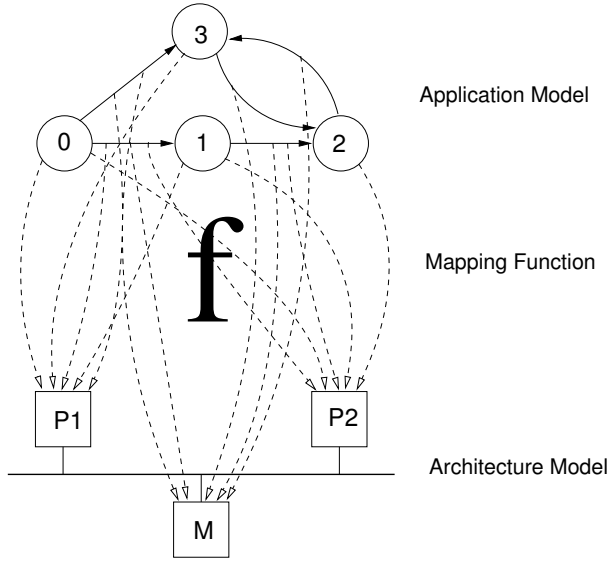 3
Application Model
0 1 2
f
Mapping Function
P1 P2
Architecture Model
M